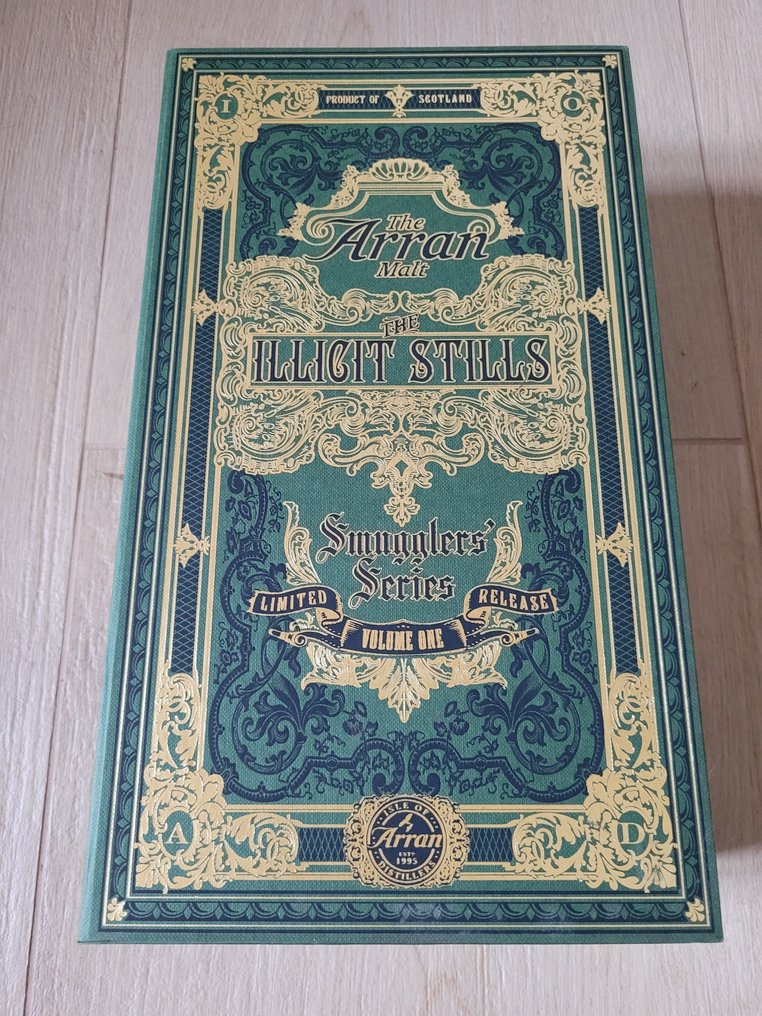 I PRODUCT OF SCOTLAND O
The
Arran
Malt
THE
ILLICIT STILLS
Smugglers'
Series
LIMITED RELEASE
VOLUME ONE
A D
ISLE OF
Arran
ESTD
1995
DISTILLERS